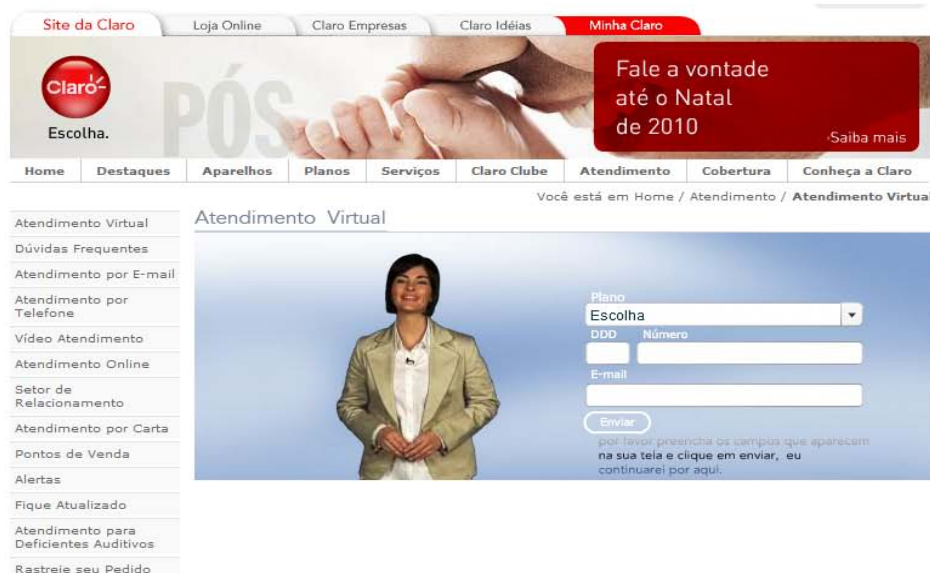 Site da Claro
Loja Online
Claro Empresas
Claro Idéias
Minha Claro
Claro
Escolha.
PÓS
Fale a vontade
até o Natal
de 2010
Saiba mais
Home
Destaques
Aparelhos
Planos
Serviços
Claro Clube
Atendimento
Cobertura
Conheça a Claro
Você está em Home / Atendimento / Atendimento Virtual
Atendimento Virtual
Dúvidas Frequentes
Atendimento por E-mail
Atendimento por
Telefone
Vídeo Atendimento
Atendimento Online
Setor de
Relacionamento
Atendimento por Carta
Pontos de Venda
Alertas
Fique Atualizado
Atendimento para
Deficientes Auditivos
Rastreie seu Pedido
Atendimento Virtual
Plano
Escolha
DDD
Número
E-mail
Enviar
por favor preencha os campos que aparecem
na sua tela e clique em enviar, eu
continuarei por aqui.